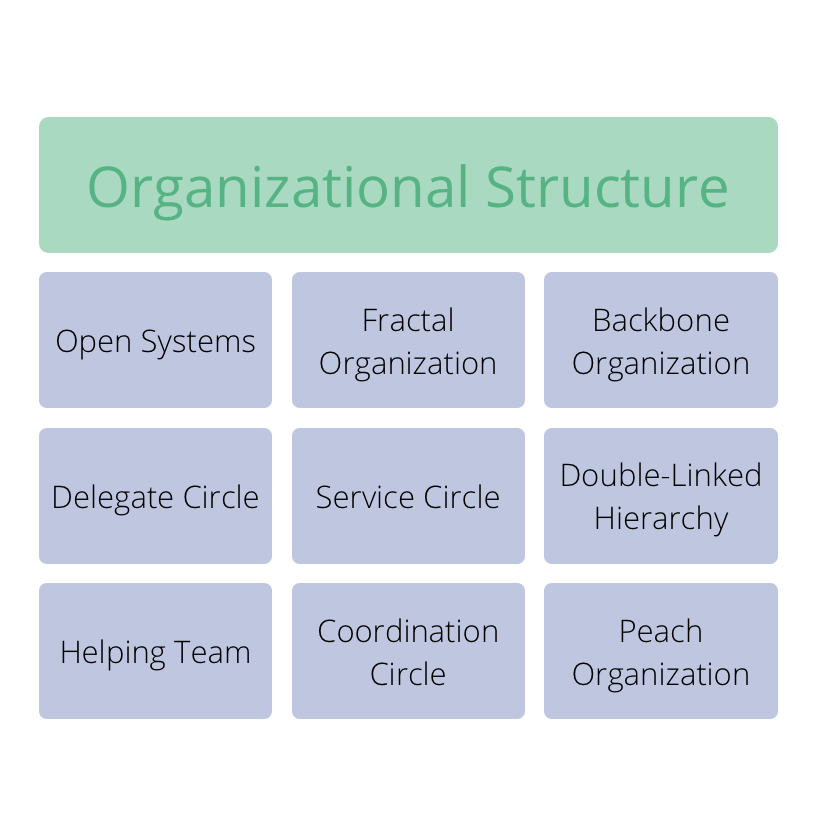 Organizational Structure
Open Systems
Fractal
Organization
Backbone
Organization
Delegate Circle
Service Circle
Double-Linked
Hierarchy
Helping Team
Coordination
Circle
Peach
Organization